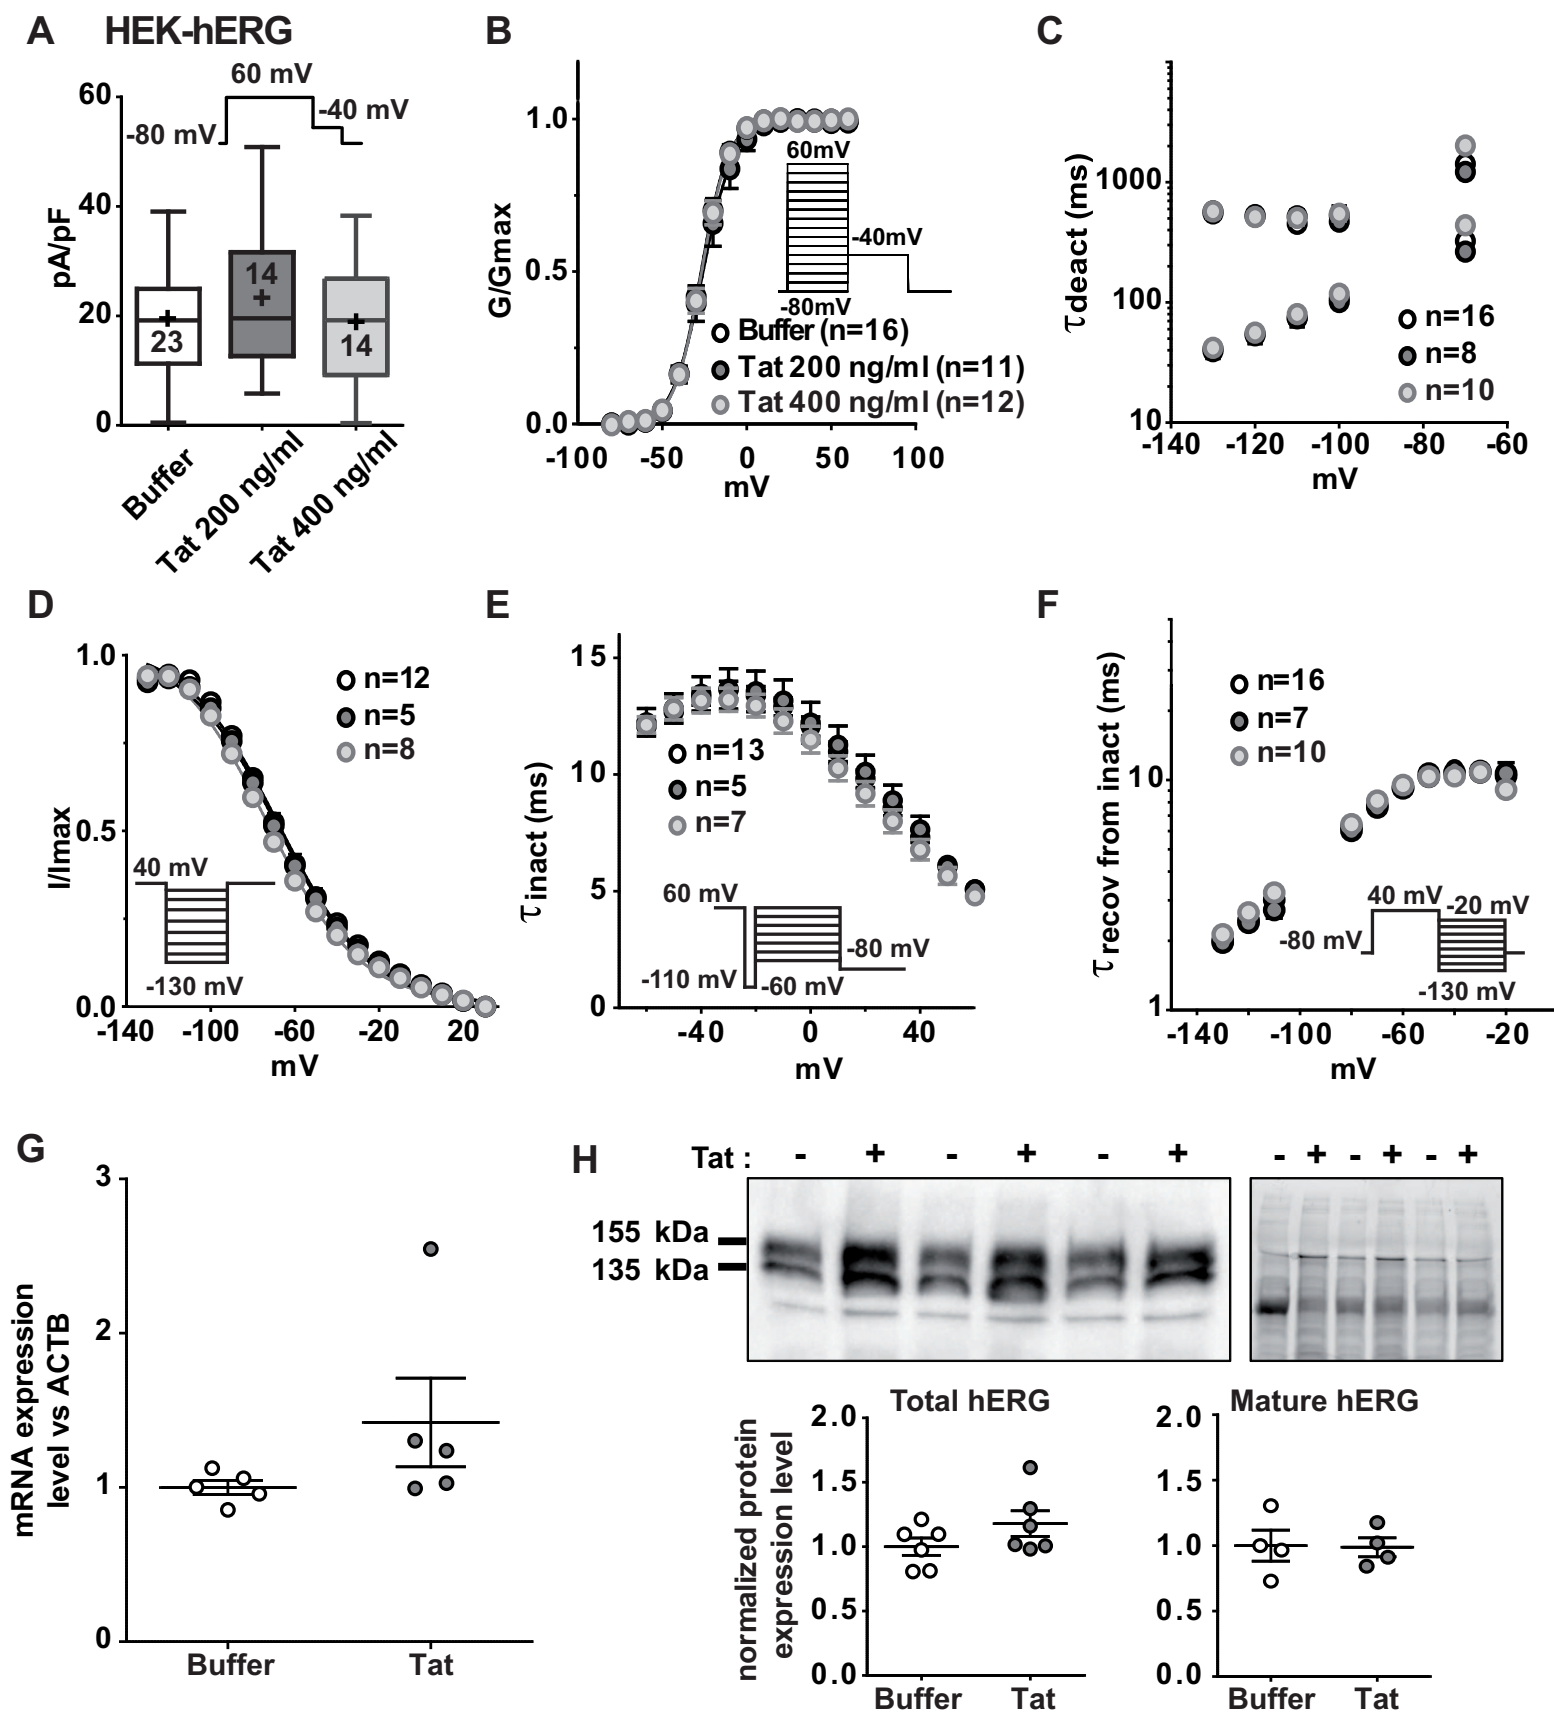 A HEK-hERG
60 mV
-40 mV
-80 mV
pA/pF
60
40
20
0
23
+
14
+
+
14
Buffer
Tat 200 ng/ml
Tat 400 ng/ml
B
G/Gmax
1.0
0.5
0.0
60mV
-40mV
-80mV
Buffer (n=16)
Tat 200 ng/ml (n=11)
Tat 400 ng/ml (n=12)
-100 -50 0 50 100
mV
C
τdeact (ms)
1000
100
10
n=16
n=8
n=10
-140 -120 -100 -80 -60
mV
D
I/Imax
1.0
0.5
0.0
n=12
n=5
n=8
40 mV
-130 mV
-140 -100 -60 -20 20
mV
E
τinact (ms)
15
10
5
0
n=13
n=5
n=7
60 mV
-80 mV
-110 mV
-60 mV
-40 0 40
mV
F
τrecov from inact (ms)
10
1
n=16
n=7
n=10
40 mV
-20 mV
-80 mV
-130 mV
-140 -100 -60 -20
mV
G
mRNA expression
level vs ACTB
3
2
1
0
Buffer Tat
H
Tat : - + - + - +
- + - + - +
155 kDa
135 kDa
Total hERG
normalized protein
expression level
2.0
1.5
1.0
0.5
0.0
Buffer Tat
Mature hERG
2.0
1.5
1.0
0.5
0.0
Buffer Tat